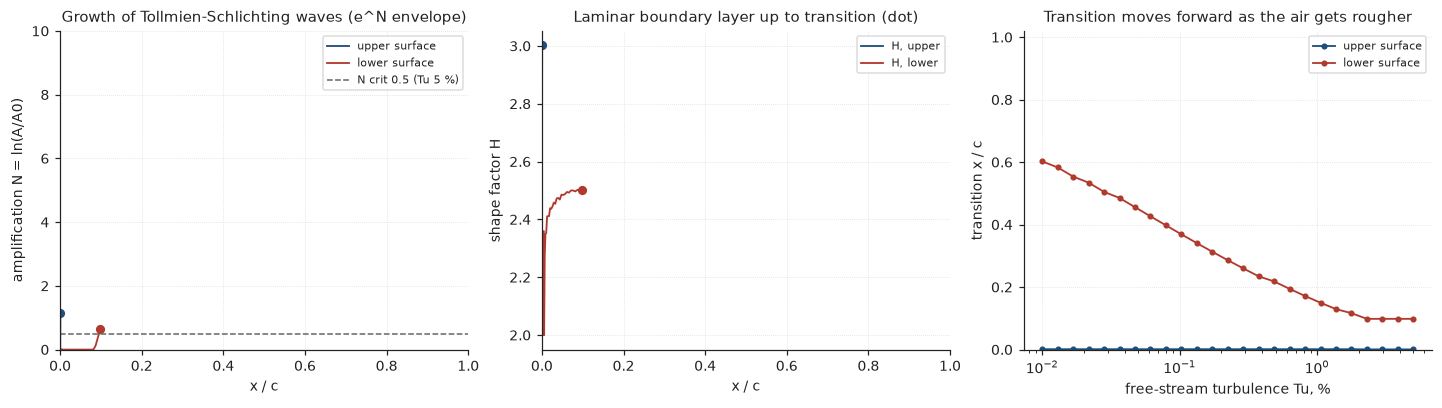 Growth of Tollmien-Schlichting waves (e^N envelope)
amplification N = ln(A/A0)
10
8
6
4
2
0
upper surface
lower surface
N crit 0.5 (Tu 5 %)
0.0 0.2 0.4 0.6 0.8 1.0
x / c
Laminar boundary layer up to transition (dot)
shape factor H
3.0
2.8
2.6
2.4
2.2
2.0
H, upper
H, lower
0.0 0.2 0.4 0.6 0.8 1.0
x / c
Transition moves forward as the air gets rougher
transition x / c
1.0
0.8
0.6
0.4
0.2
0.0
upper surface
lower surface
10⁻² 10⁻¹ 10⁰
free-stream turbulence Tu, %